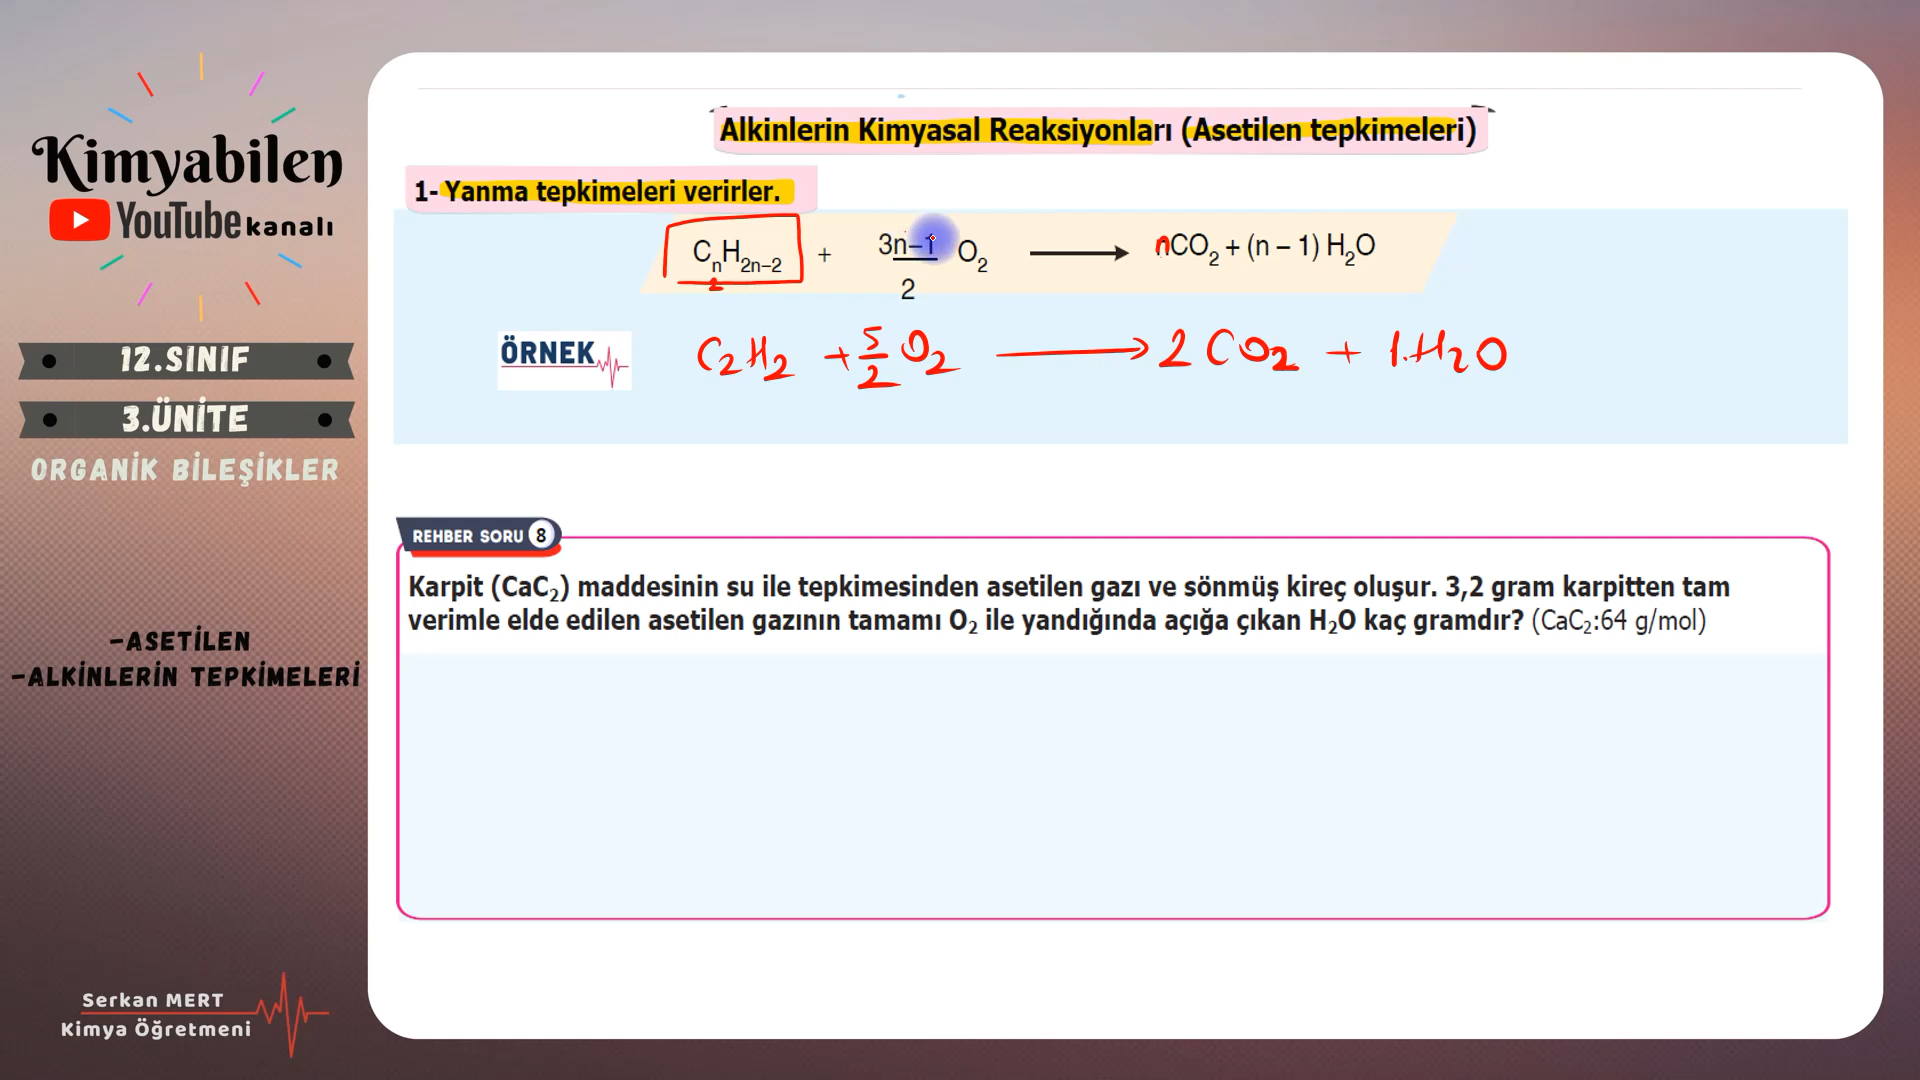 Kimyabilen
YouTube kanalı
12.SINIF
3.ÜNİTE
ORGANİK BİLEŞİKLER
-ASETİLEN
-ALKİNLERİN TEPKİMELERİ
Serkan MERT
Kimya Öğretmeni
Alkinlerin Kimyasal Reaksiyonları (Asetilen tepkimeleri)
1- Yanma tepkimeleri verirler.
CₙH₂ₙ₋₂ + 3n–1/2 O₂ ⟶ nCO₂ + (n – 1) H₂O
2
ÖRNEK C₂H₂ + 5/2 O₂ ⟶ 2 CO₂ + 1.H₂O
REHBER SORU 8
Karpit (CaC₂) maddesinin su ile tepkimesinden asetilen gazı ve sönmüş kireç oluşur. 3,2 gram karpitten tam
verimle elde edilen asetilen gazının tamamı O₂ ile yandığında açığa çıkan H₂O kaç gramdır? (CaC₂:64 g/mol)